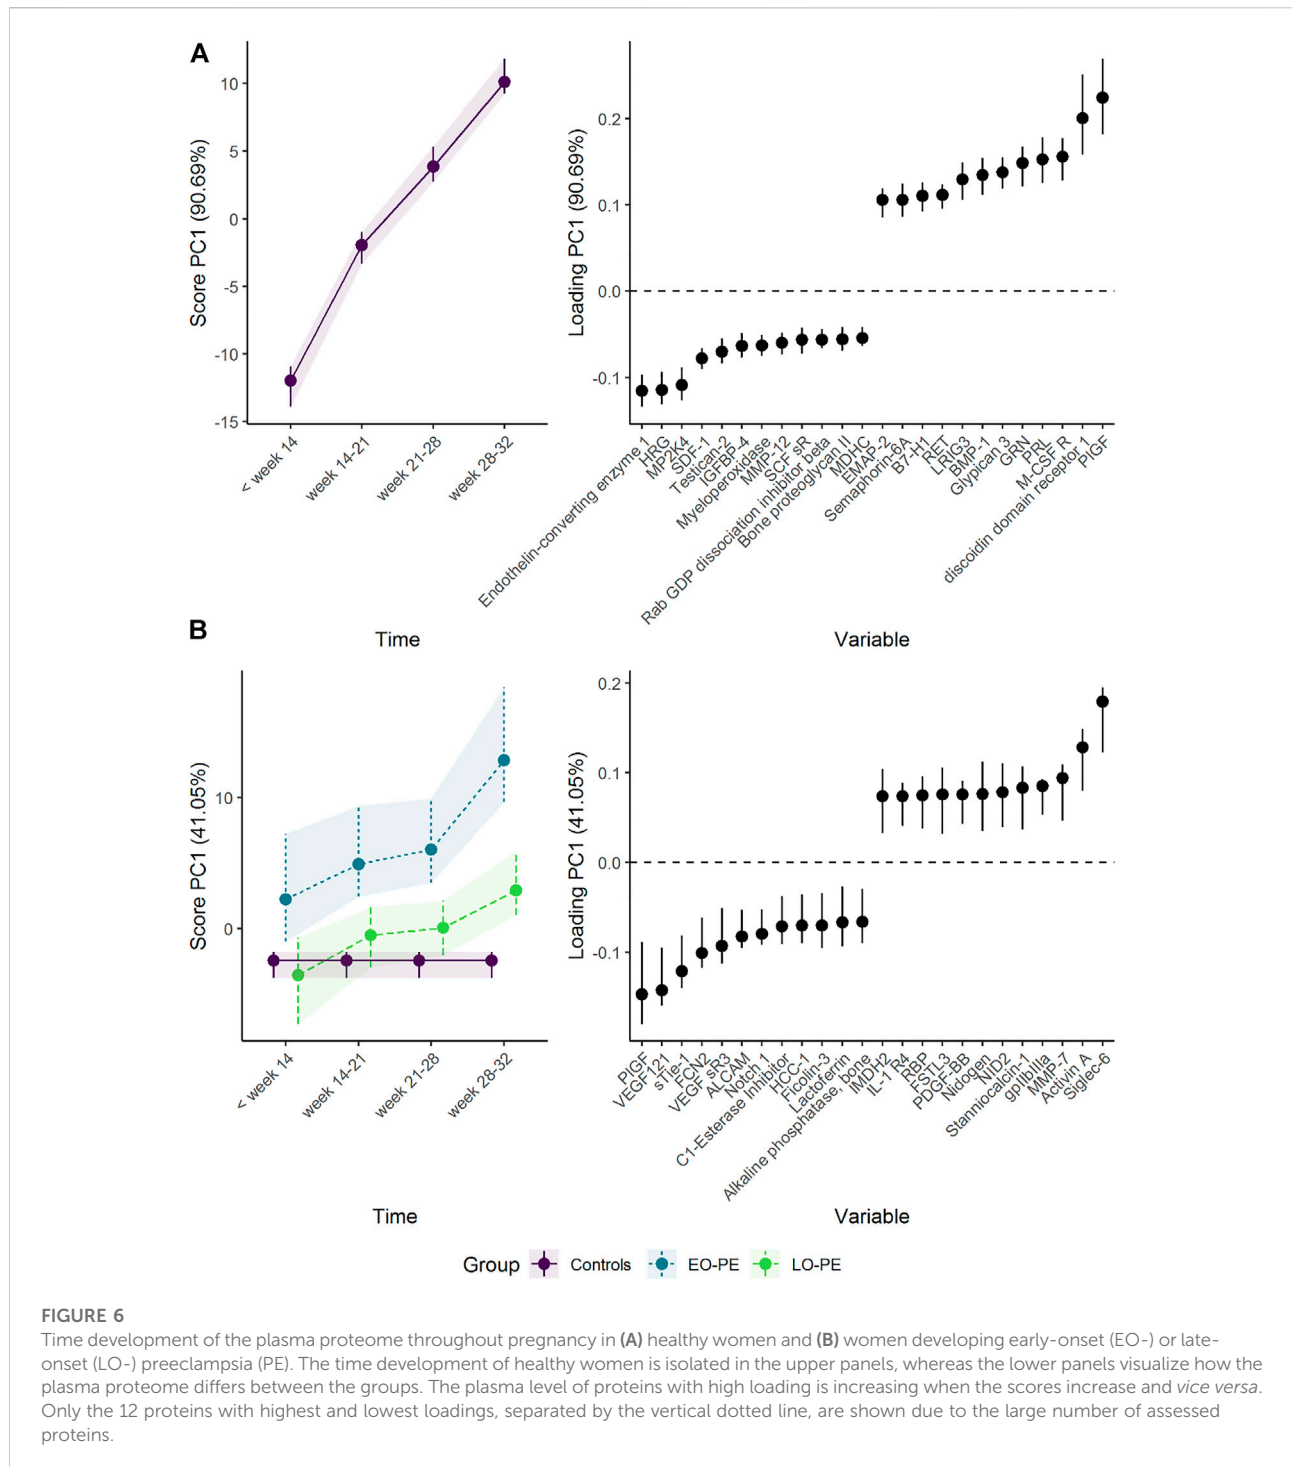 A
Score PC1 (90.69%)
10
5
0
-5
-10
-15
< week 14
week 14-21
week 21-28
week 28-32
Time
Loading PC1 (90.69%)
0.2
0.1
0.0
-0.1
Endothelin-converting enzyme 1
HRG
MP2K4
SDF-1
Testican-2
IGFBP-4
Myeloperoxidase
MMP-12
SCF sR
Rab GDP dissociation inhibitor beta
Bone proteoglycan II
MDHC
EMAP-2
Semaphorin-6A
B7-H1
RET
LRIG3
BMP-1
Glypican 3
GRN
PRL
M-CSF R
discoidin domain receptor 1
PIGF
Variable
B
Score PC1 (41.05%)
10
0
< week 14
week 14-21
week 21-28
week 28-32
Time
Loading PC1 (41.05%)
0.2
0.1
0.0
-0.1
PIGF
VEGF121
sTie-1
FCN2
VEGF sR3
ALCAM
Notch 1
C1-Esterase Inhibitor
HCC-1
Ficolin-3
Lactoferrin
Alkaline phosphatase, bone
IMDH2
IL-1 R4
RBP
FSTL3
PDGF-BB
Nidogen
NID2
Stanniocalcin-1
gpIIbIIIa
MMP-7
Activin A
Siglec-6
Variable
Group Controls EO-PE LO-PE
FIGURE 6
Time development of the plasma proteome throughout pregnancy in (A) healthy women and (B) women developing early-onset (EO-) or late-
onset (LO-) preeclampsia (PE). The time development of healthy women is isolated in the upper panels, whereas the lower panels visualize how the
plasma proteome differs between the groups. The plasma level of proteins with high loading is increasing when the scores increase and vice versa.
Only the 12 proteins with highest and lowest loadings, separated by the vertical dotted line, are shown due to the large number of assessed
proteins.